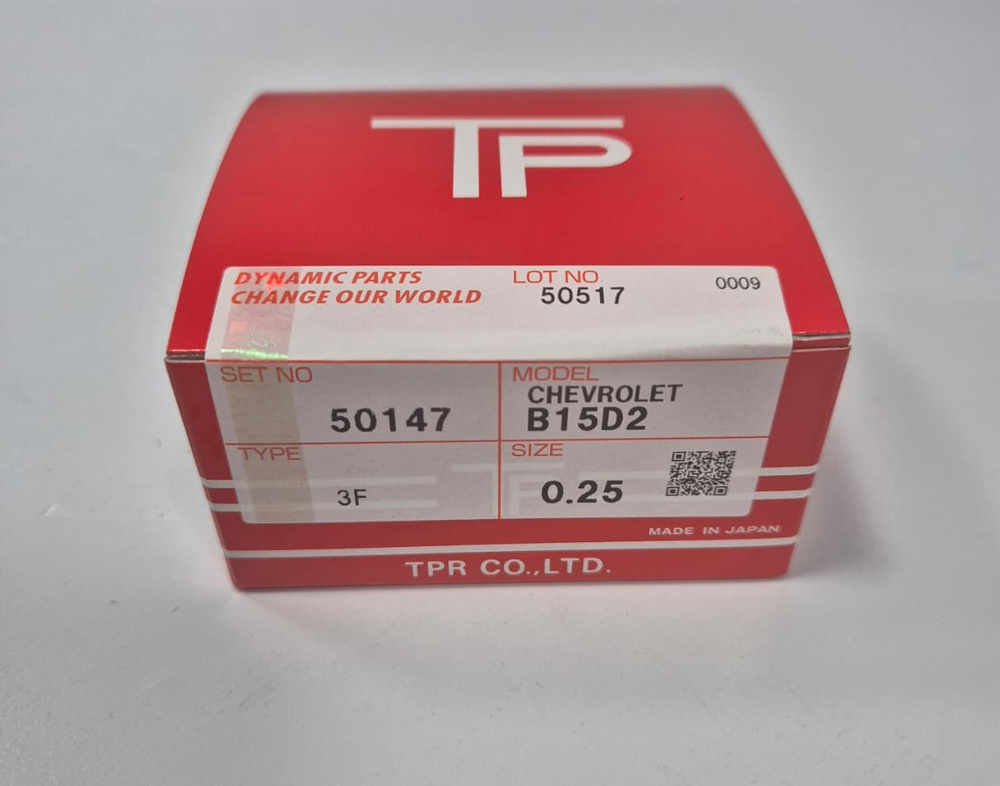 TP
DYNAMIC PARTS
CHANGE OUR WORLD
LOT NO.
50517
0009
SET NO
50147
MODEL
CHEVROLET
B15D2
TYPE
3F
SIZE
0.25
TP
MADE IN JAPAN
TPR CO.,LTD.